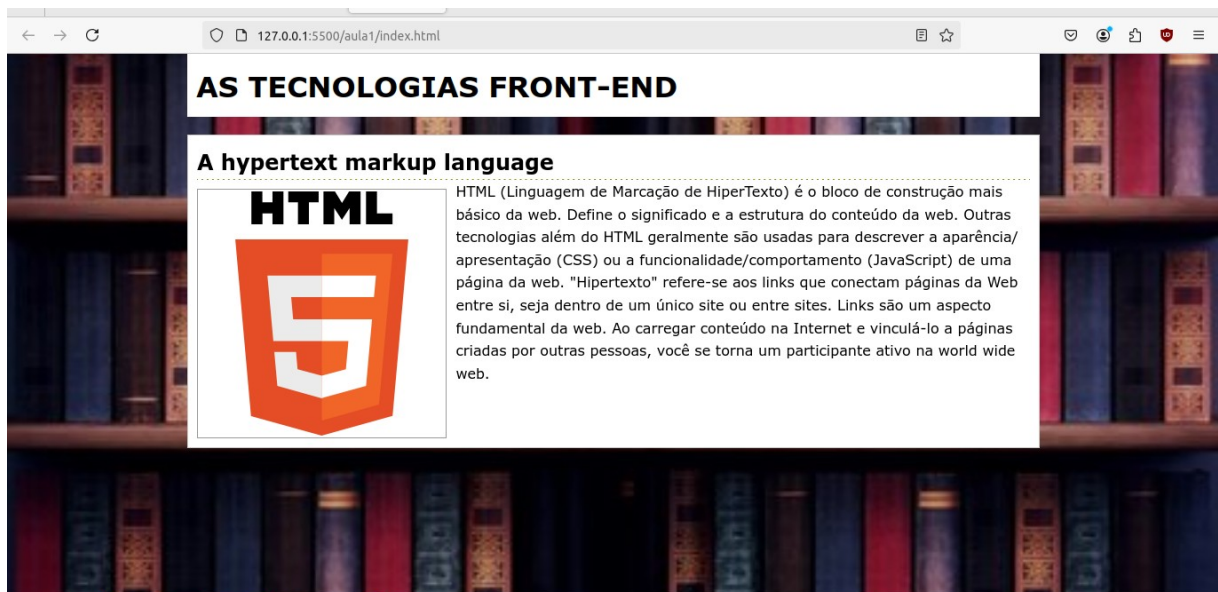 127.0.0.1:5500/aula1/index.html
AS TECNOLOGIAS FRONT-END
A hypertext markup language
HTML
HTML (Linguagem de Marcação de HiperTexto) é o bloco de construção mais
básico da web. Define o significado e a estrutura do conteúdo da web. Outras
tecnologias além do HTML geralmente são usadas para descrever a aparência/
apresentação (CSS) ou a funcionalidade/comportamento (JavaScript) de uma
página da web. "Hipertexto" refere-se aos links que conectam páginas da Web
entre si, seja dentro de um único site ou entre sites. Links são um aspecto
fundamental da web. Ao carregar conteúdo na Internet e vinculá-lo a páginas
criadas por outras pessoas, você se torna um participante ativo na world wide
web.